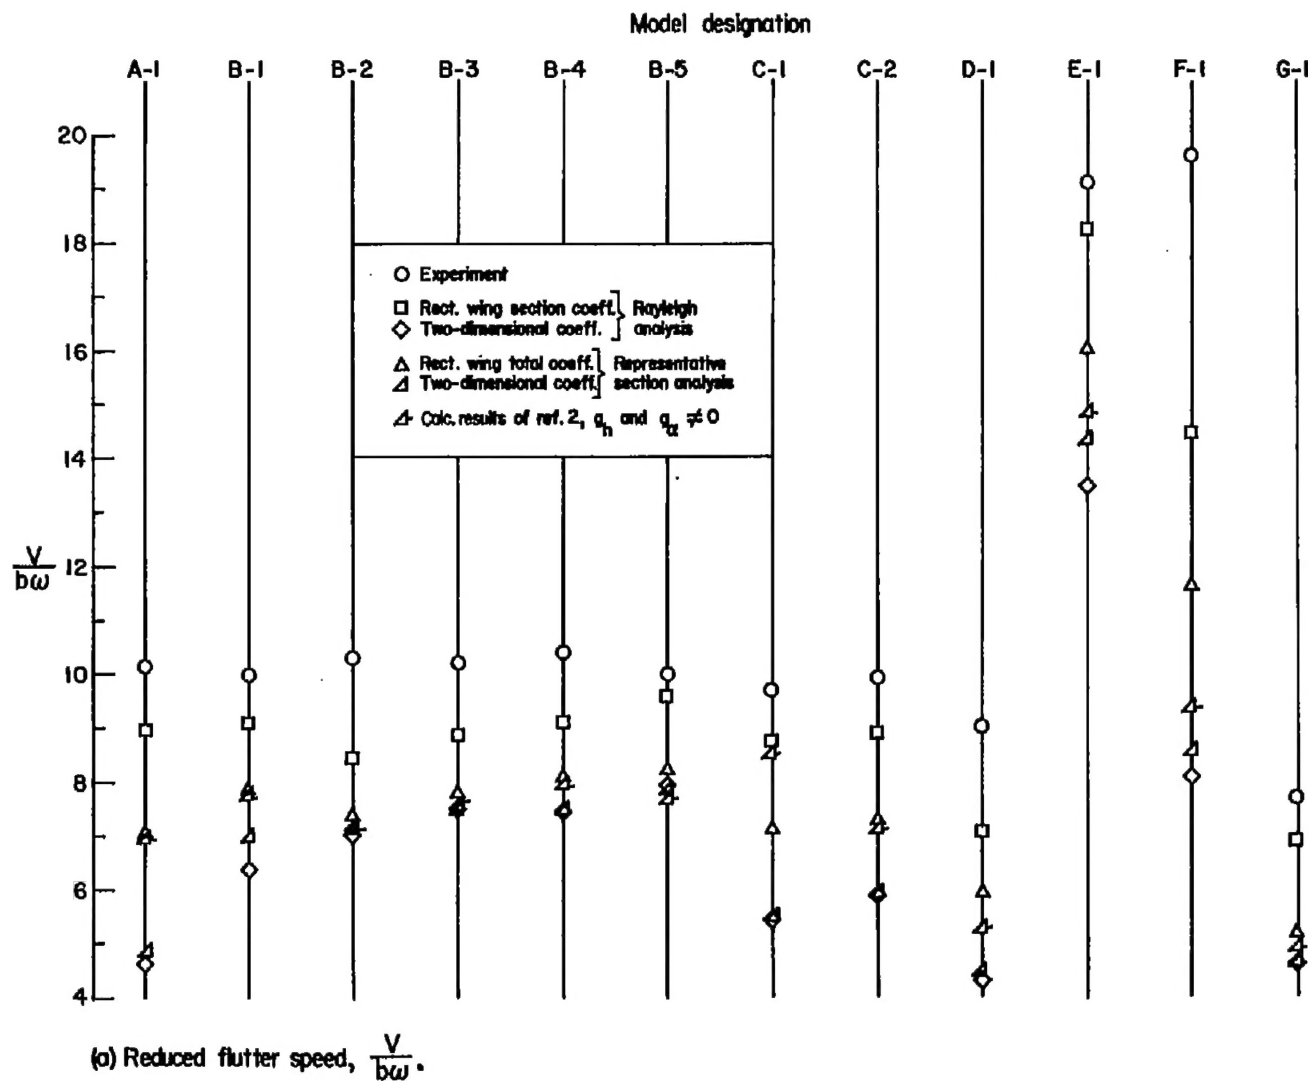 Model designation
A-1 B-1 B-2 B-3 B-4 B-5 C-1 C-2 D-1 E-1 F-1 G-1
20
18
Experiment
Rect. wing section coeff. } Rayleigh
Two-dimensional coeff. } analysis
16
Rect. wing total coeff. } Representative
Two-dimensional coeff. } section analysis
Calc. results of ref. 2, g_h and g_α ≠ 0
14
V/bω 12
10
8
6
4
(a) Reduced flutter speed, V/bω.